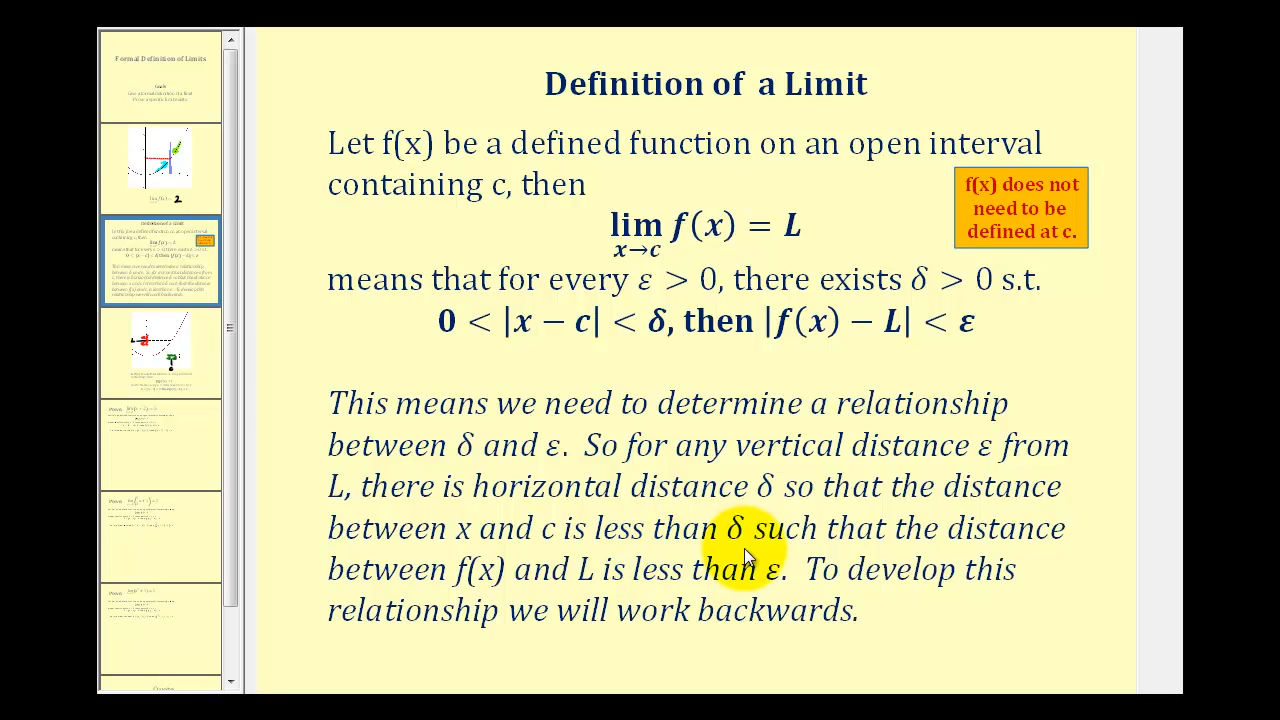 Formal Definition of Limits
Definition of a Limit
Let f(x) be a defined function on an open interval
containing c, then
f(x) does not
need to be
defined at c.
lim f(x) = L
x→c
means that for every ε > 0, there exists δ > 0 s.t.
0 < |x − c| < δ, then |f(x) − L| < ε
This means we need to determine a relationship
between δ and ε. So for any vertical distance ε from
L, there is horizontal distance δ so that the distance
between x and c is less than δ such that the distance
between f(x) and L is less than ε. To develop this
relationship we will work backwards.